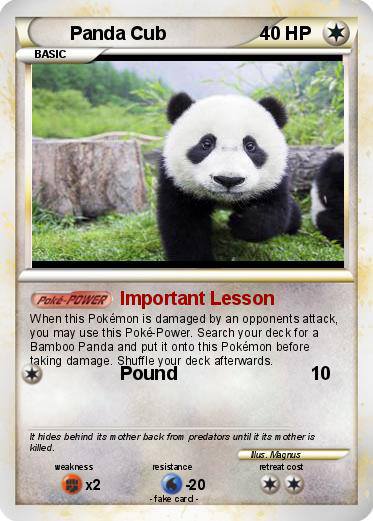 Panda Cub 40 HP
BASIC
Poké-POWER Important Lesson
When this Pokémon is damaged by an opponents attack,
you may use this Poké-Power. Search your deck for a
Bamboo Panda and put it onto this Pokémon before
taking damage. Shuffle your deck afterwards.
Pound 10
It hides behind its mother back from predators until it its mother is
killed.
Illus. Magnus
weakness resistance retreat cost
x2 -20
- fake card -